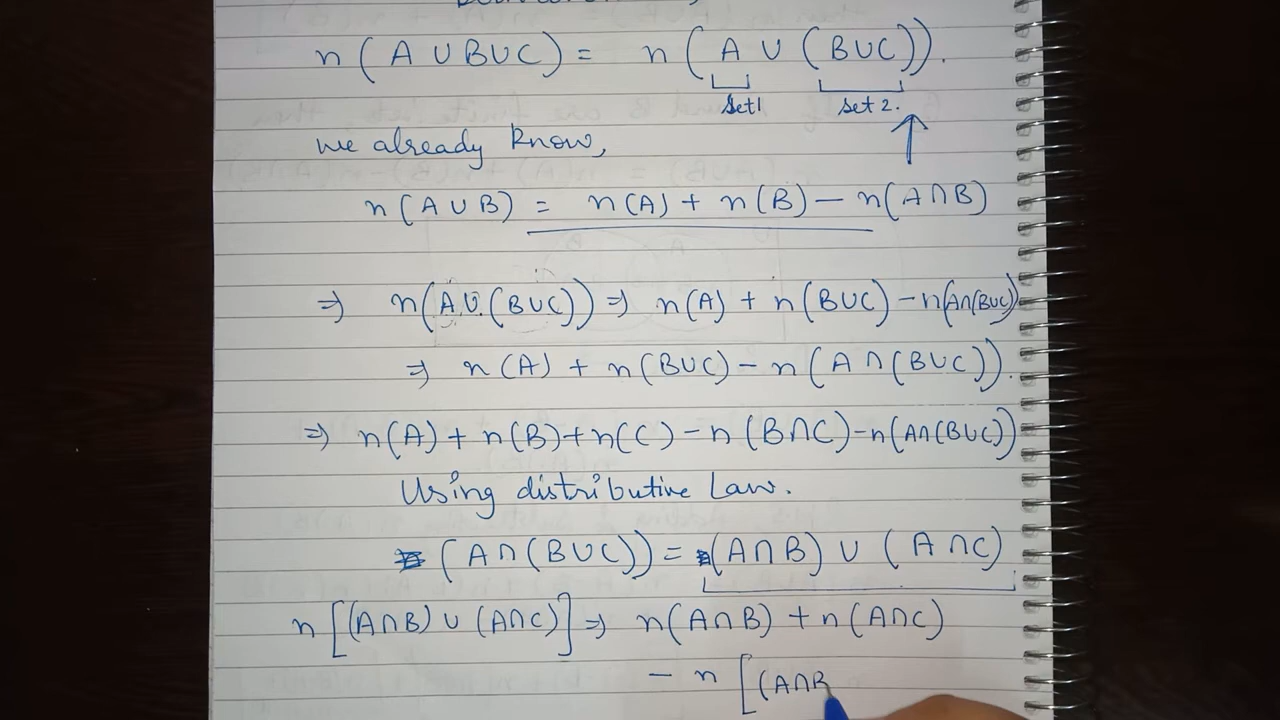 n(A∪B∪C) = n(A∪(B∪C)).
Set1 Set 2.
We already know,
n(A∪B) = n(A) + n(B) − n(A∩B)
⇒ n(A∪(B∪C)) ⇒ n(A) + n(B∪C) − n(A∩(B∪C))
⇒ n(A) + n(B∪C) − n(A∩(B∪C)).
⇒ n(A) + n(B) + n(C) − n(B∩C) − n(A∩(B∪C))
Using distributive Law.
(A∩(B∪C)) = (A∩B) ∪ (A∩C)
n[(A∩B) ∪ (A∩C)] ⇒ n(A∩B) + n(A∩C)
− n [(A∩B